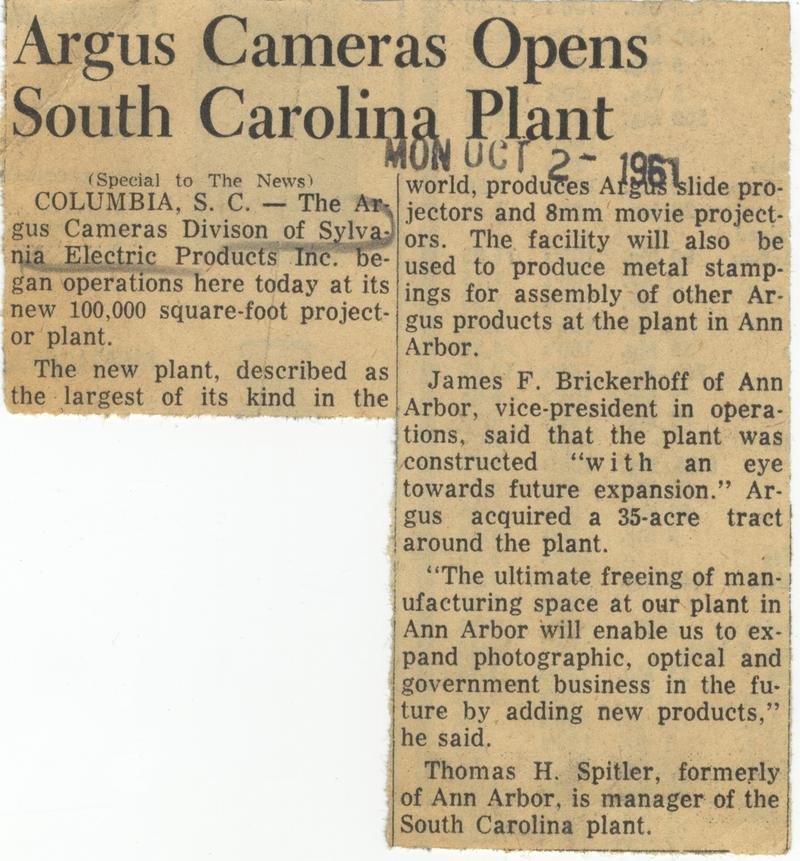 Argus Cameras Opens
South Carolina Plant
MON OCT 2- 1961
(Special to The News)
COLUMBIA, S. C. — The Ar-
gus Cameras Divison of Sylva-
nia Electric Products Inc. be-
gan operations here today at its
new 100,000 square-foot project-
or plant.
The new plant, described as
the largest of its kind in the
world, produces Argus slide pro-
jectors and 8mm movie project-
ors. The facility will also be
used to produce metal stamp-
ings for assembly of other Ar-
gus products at the plant in Ann
Arbor.
James F. Brickerhoff of Ann
Arbor, vice-president in opera-
tions, said that the plant was
constructed “with an eye
towards future expansion.” Ar-
gus acquired a 35-acre tract
around the plant.
“The ultimate freeing of man-
ufacturing space at our plant in
Ann Arbor will enable us to ex-
pand photographic, optical and
government business in the fu-
ture by adding new products,”
he said.
Thomas H. Spitler, formerly
of Ann Arbor, is manager of the
South Carolina plant.